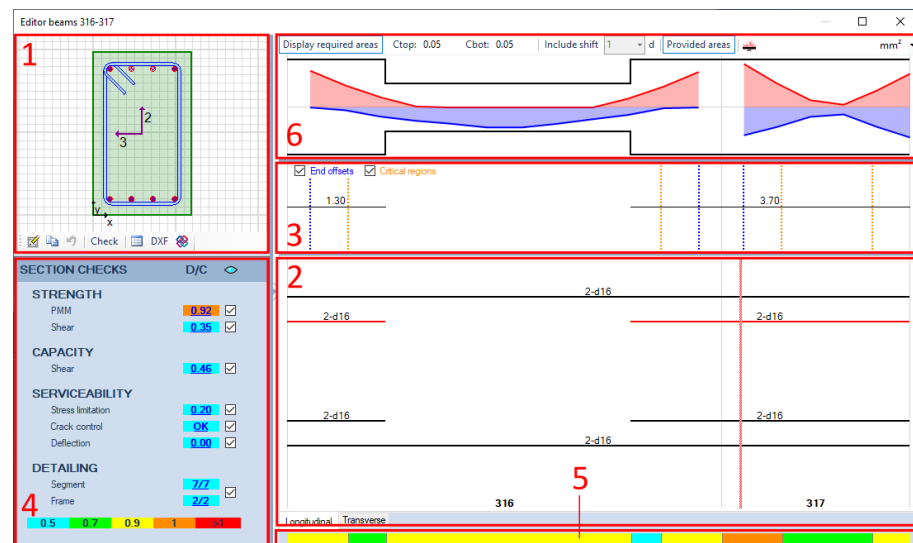 Editor beams 316-317
1
2
3
y
x
Check
DXF
Display required areas
Ctop: 0.05
Cbot: 0.05
Include shift
1
d
Provided areas
mm²
6
End offsets
Critical regions
1.30
3.70
3
SECTION CHECKS
D/C
STRENGTH
PMM
0.92
Shear
0.35
CAPACITY
Shear
0.46
SERVICEABILITY
Stress limitation
0.20
Crack control
OK
Deflection
0.00
DETAILING
Segment
7/7
Frame
2/2
4
0.5
0.7
0.9
1
>1
2
2-d16
2-d16
2-d16
2-d16
2-d16
2-d16
5
316
317
Longitudinal
Transverse